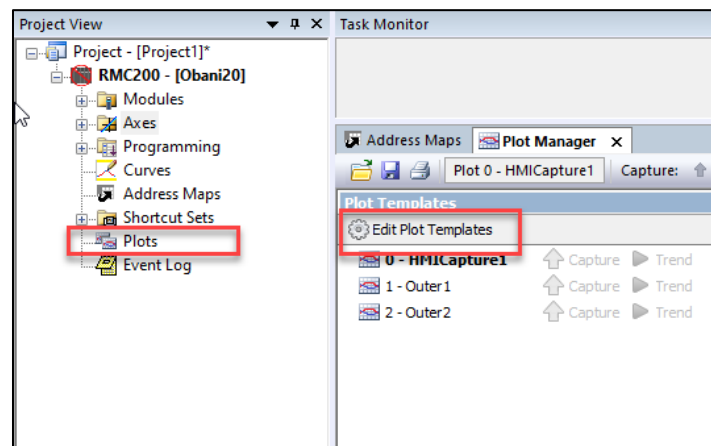 Project View
Project - [Project1]*
RMC200 - [Obani20]
Modules
Axes
Programming
Curves
Address Maps
Shortcut Sets
Plots
Event Log
Task Monitor
Address Maps Plot Manager
Plot 0 - HMICapture1 Capture:
Plot Templates
Edit Plot Templates
0 - HMICapture1 Capture Trend
1 - Outer1 Capture Trend
2 - Outer2 Capture Trend